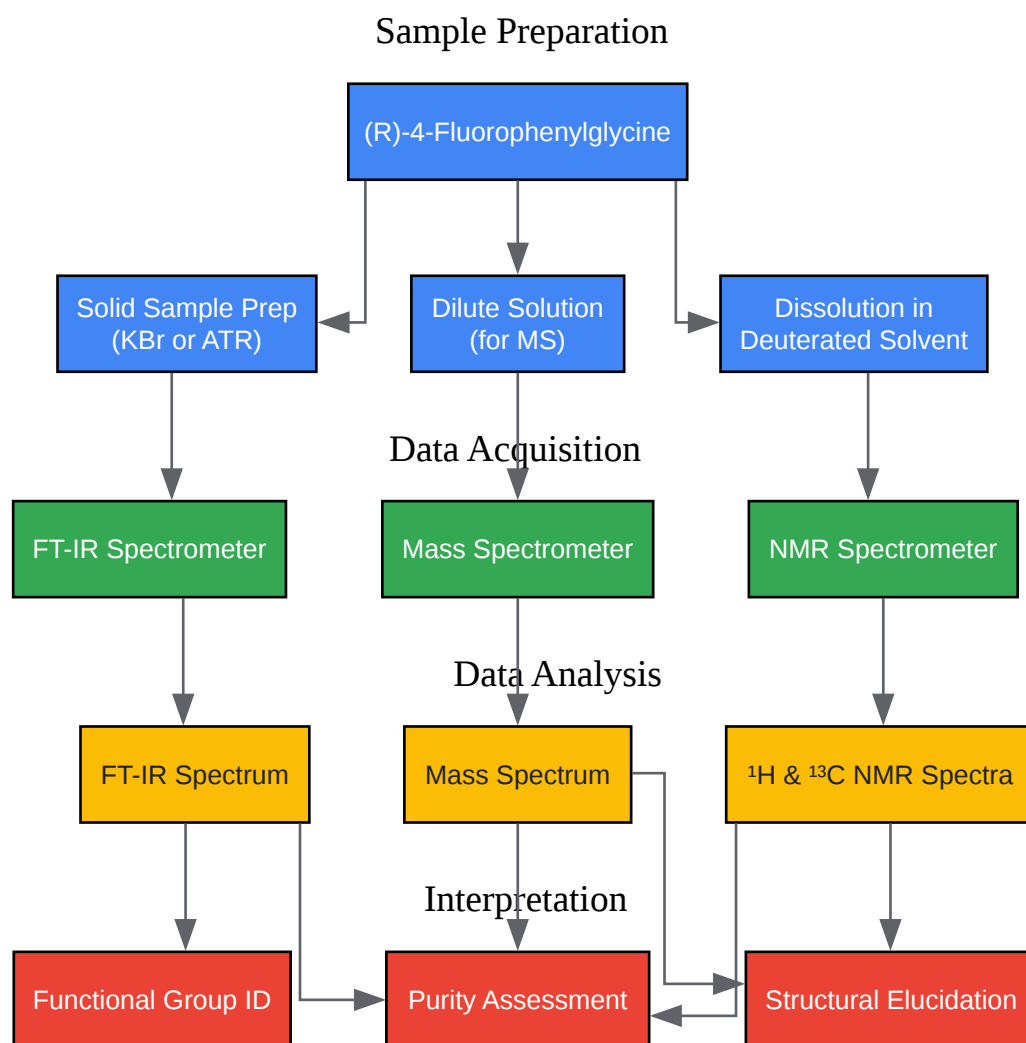 Sample Preparation
(R)-4-Fluorophenylglycine
Solid Sample Prep
(KBr or ATR)
Dilute Solution
(for MS)
Dissolution in
Deuterated Solvent
Data Acquisition
FT-IR Spectrometer
Mass Spectrometer
NMR Spectrometer
Data Analysis
FT-IR Spectrum
Mass Spectrum
¹H & ¹³C NMR Spectra
Interpretation
Functional Group ID
Purity Assessment
Structural Elucidation